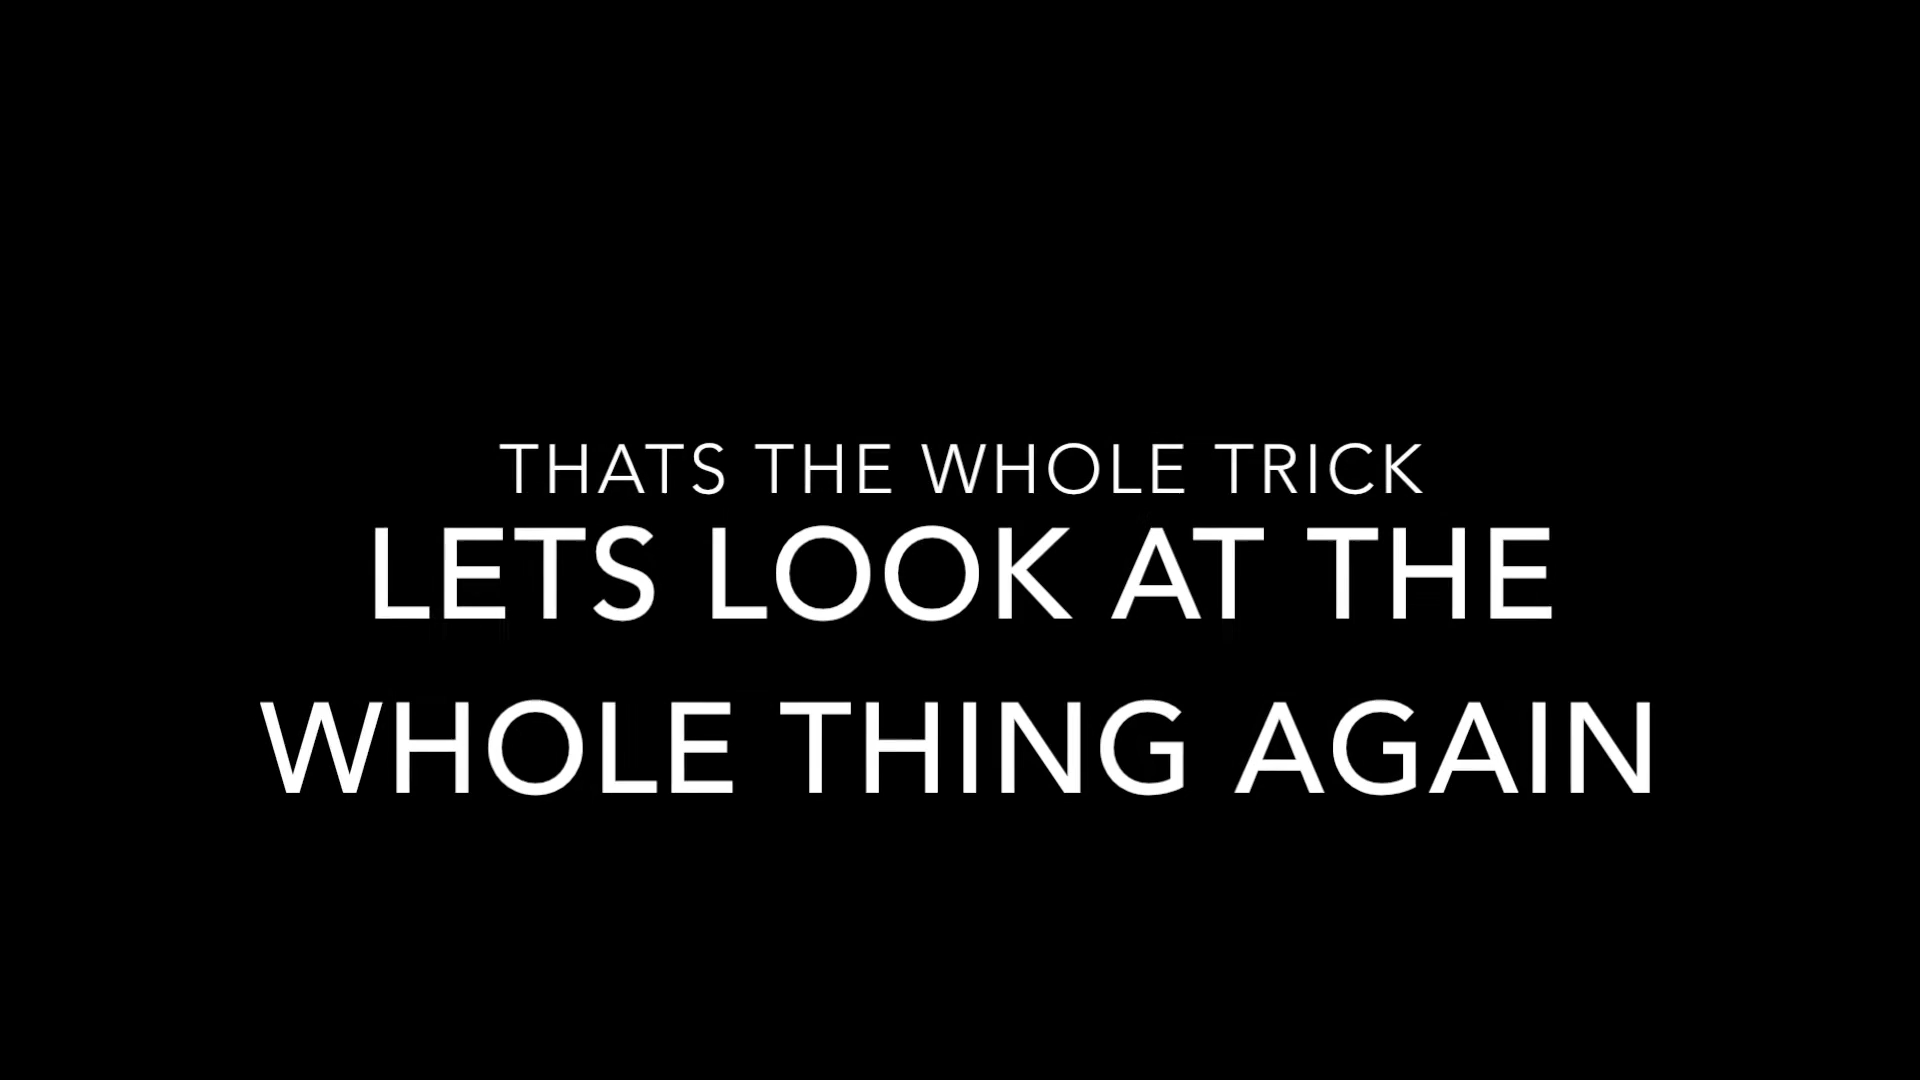 THATS THE WHOLE TRICK
LETS LOOK AT THE
WHOLE THING AGAIN